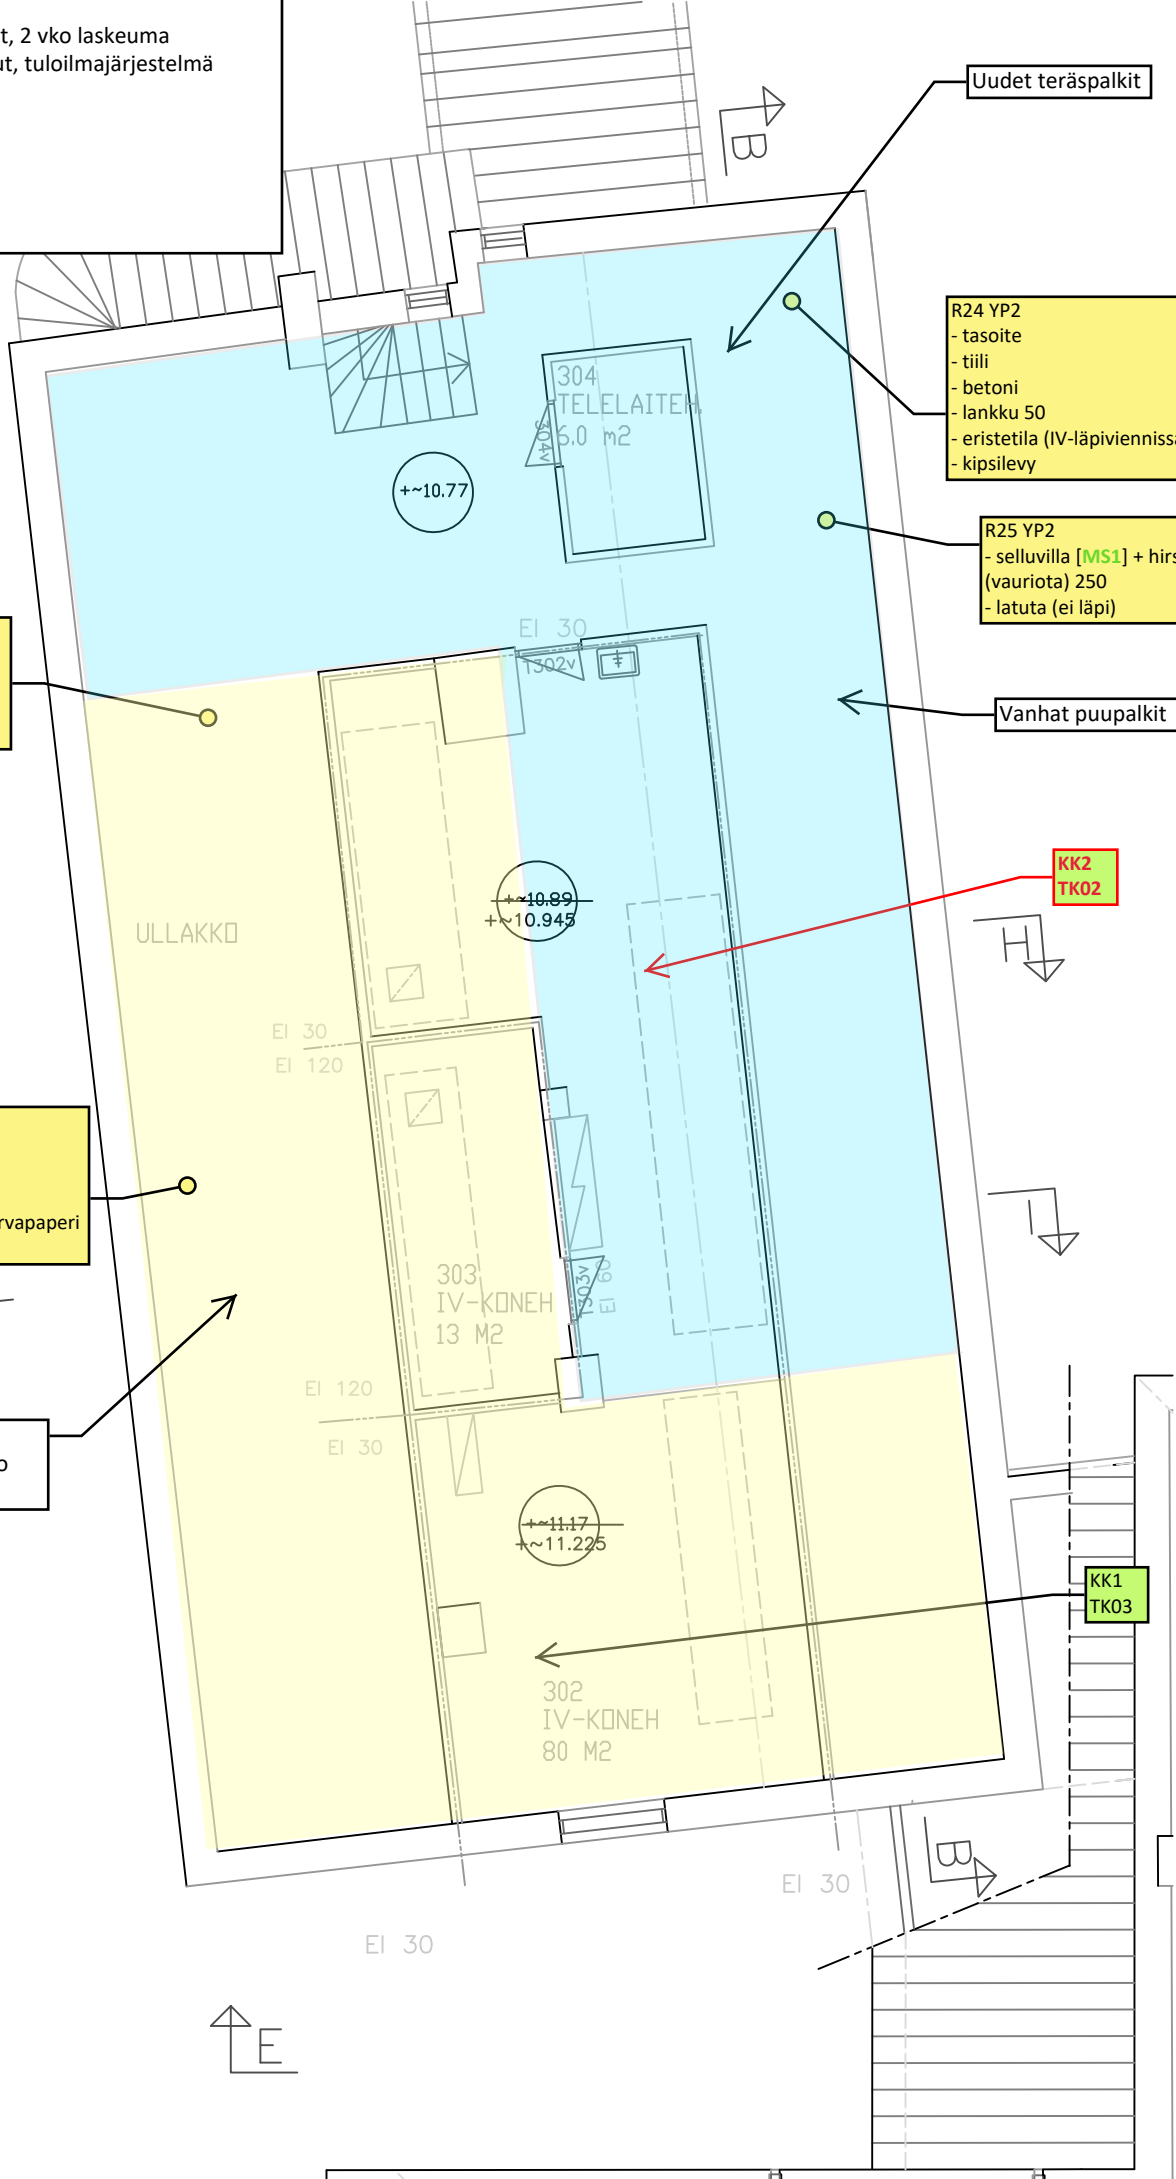 t, 2 vko laskeuma
ut, tuloilmajärjestelmä
Uudet teräspalkit
B
R24 YP2
- tasoite
- tiili
- betoni
- lankku 50
- eristetila (IV-läpiviennissä
- kipsilevy
304
TELELAITEH.
6.0 m2
304v
+~10.77
R25 YP2
- selluvilla [MS1] + hirs
(vauriota) 250
- latuta (ei läpi)
EI 30
T302v
Vanhat puupalkit
KK2
TK02
+~10.89
+~10.945
ULLAKKO
H
EI 30
EI 120
rvapaperi
I
303
IV-KONEH
13 M2
T303v
EI 60
EI 120
EI 30
o
+~11.17
+~11.225
KK1
TK03
302
IV-KONEH
80 M2
B
EI 30
EI 30
E